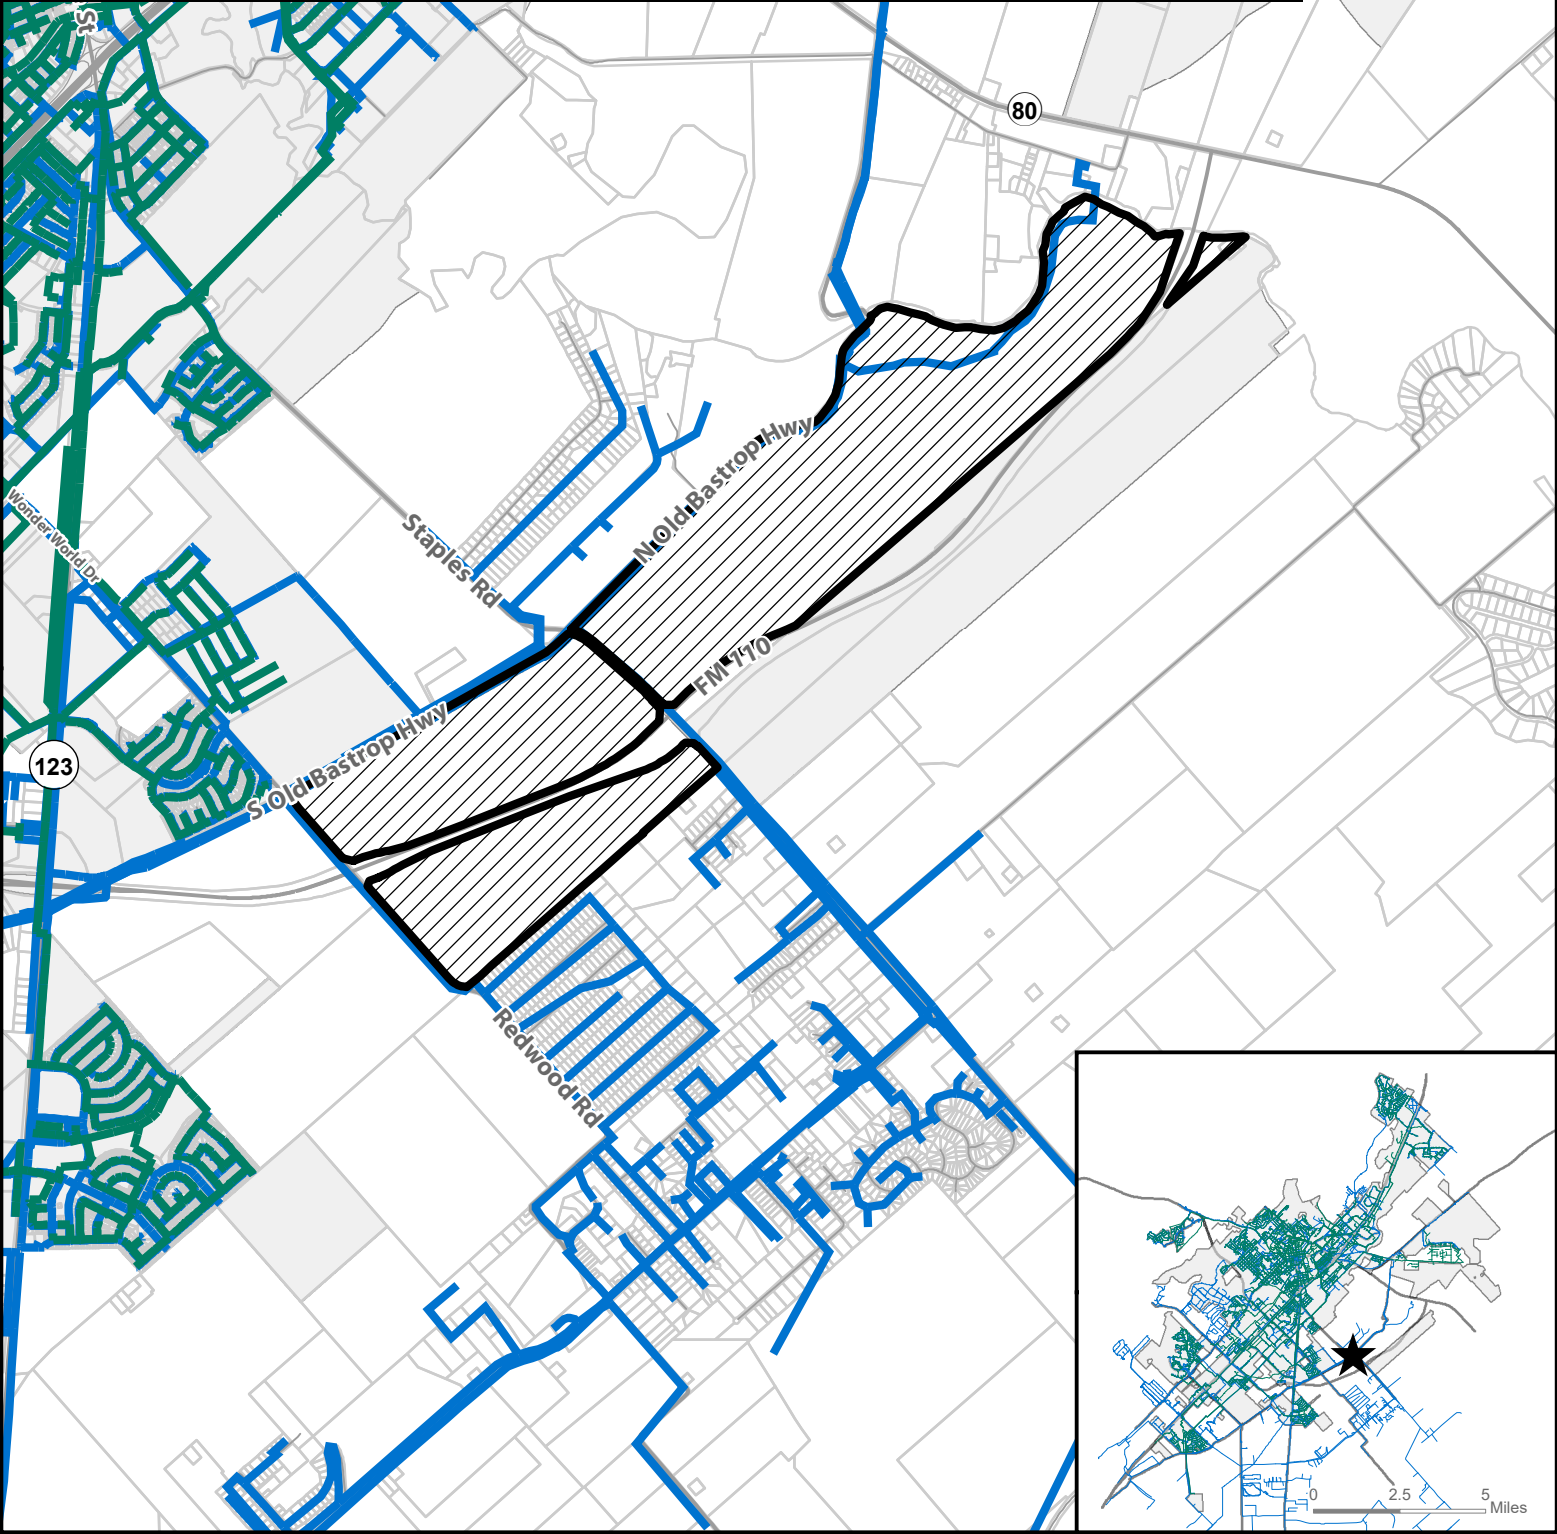 St
80
N Old Bastrop Hwy
Wonder World Dr
Staples Rd
FM 110
S Old Bastrop Hwy
123
Redwood Rd
0 2.5 5
Miles